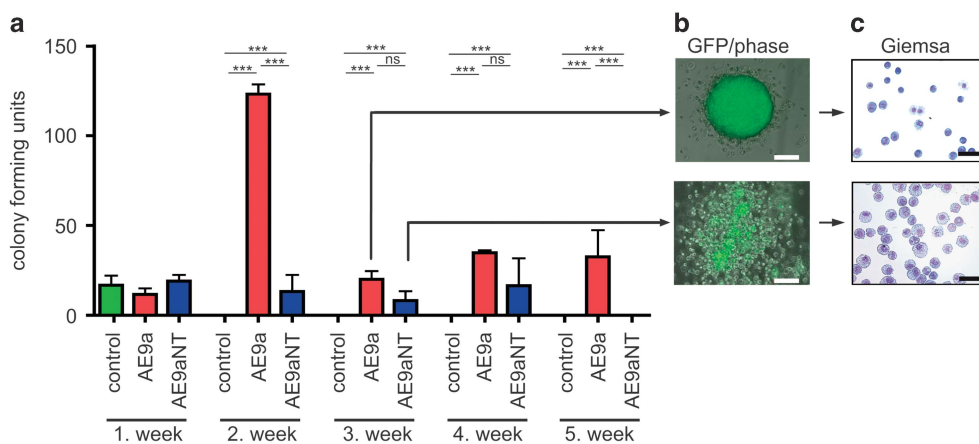 a
b
c
GFP/phase
Giemsa
colony forming units
150
100
50
0
***
***
***
***
***
ns
***
***
ns
***
***
***
control
AE9a
AE9aNT
control
AE9a
AE9aNT
control
AE9a
AE9aNT
control
AE9a
AE9aNT
control
AE9a
AE9aNT
1. week
2. week
3. week
4. week
5. week